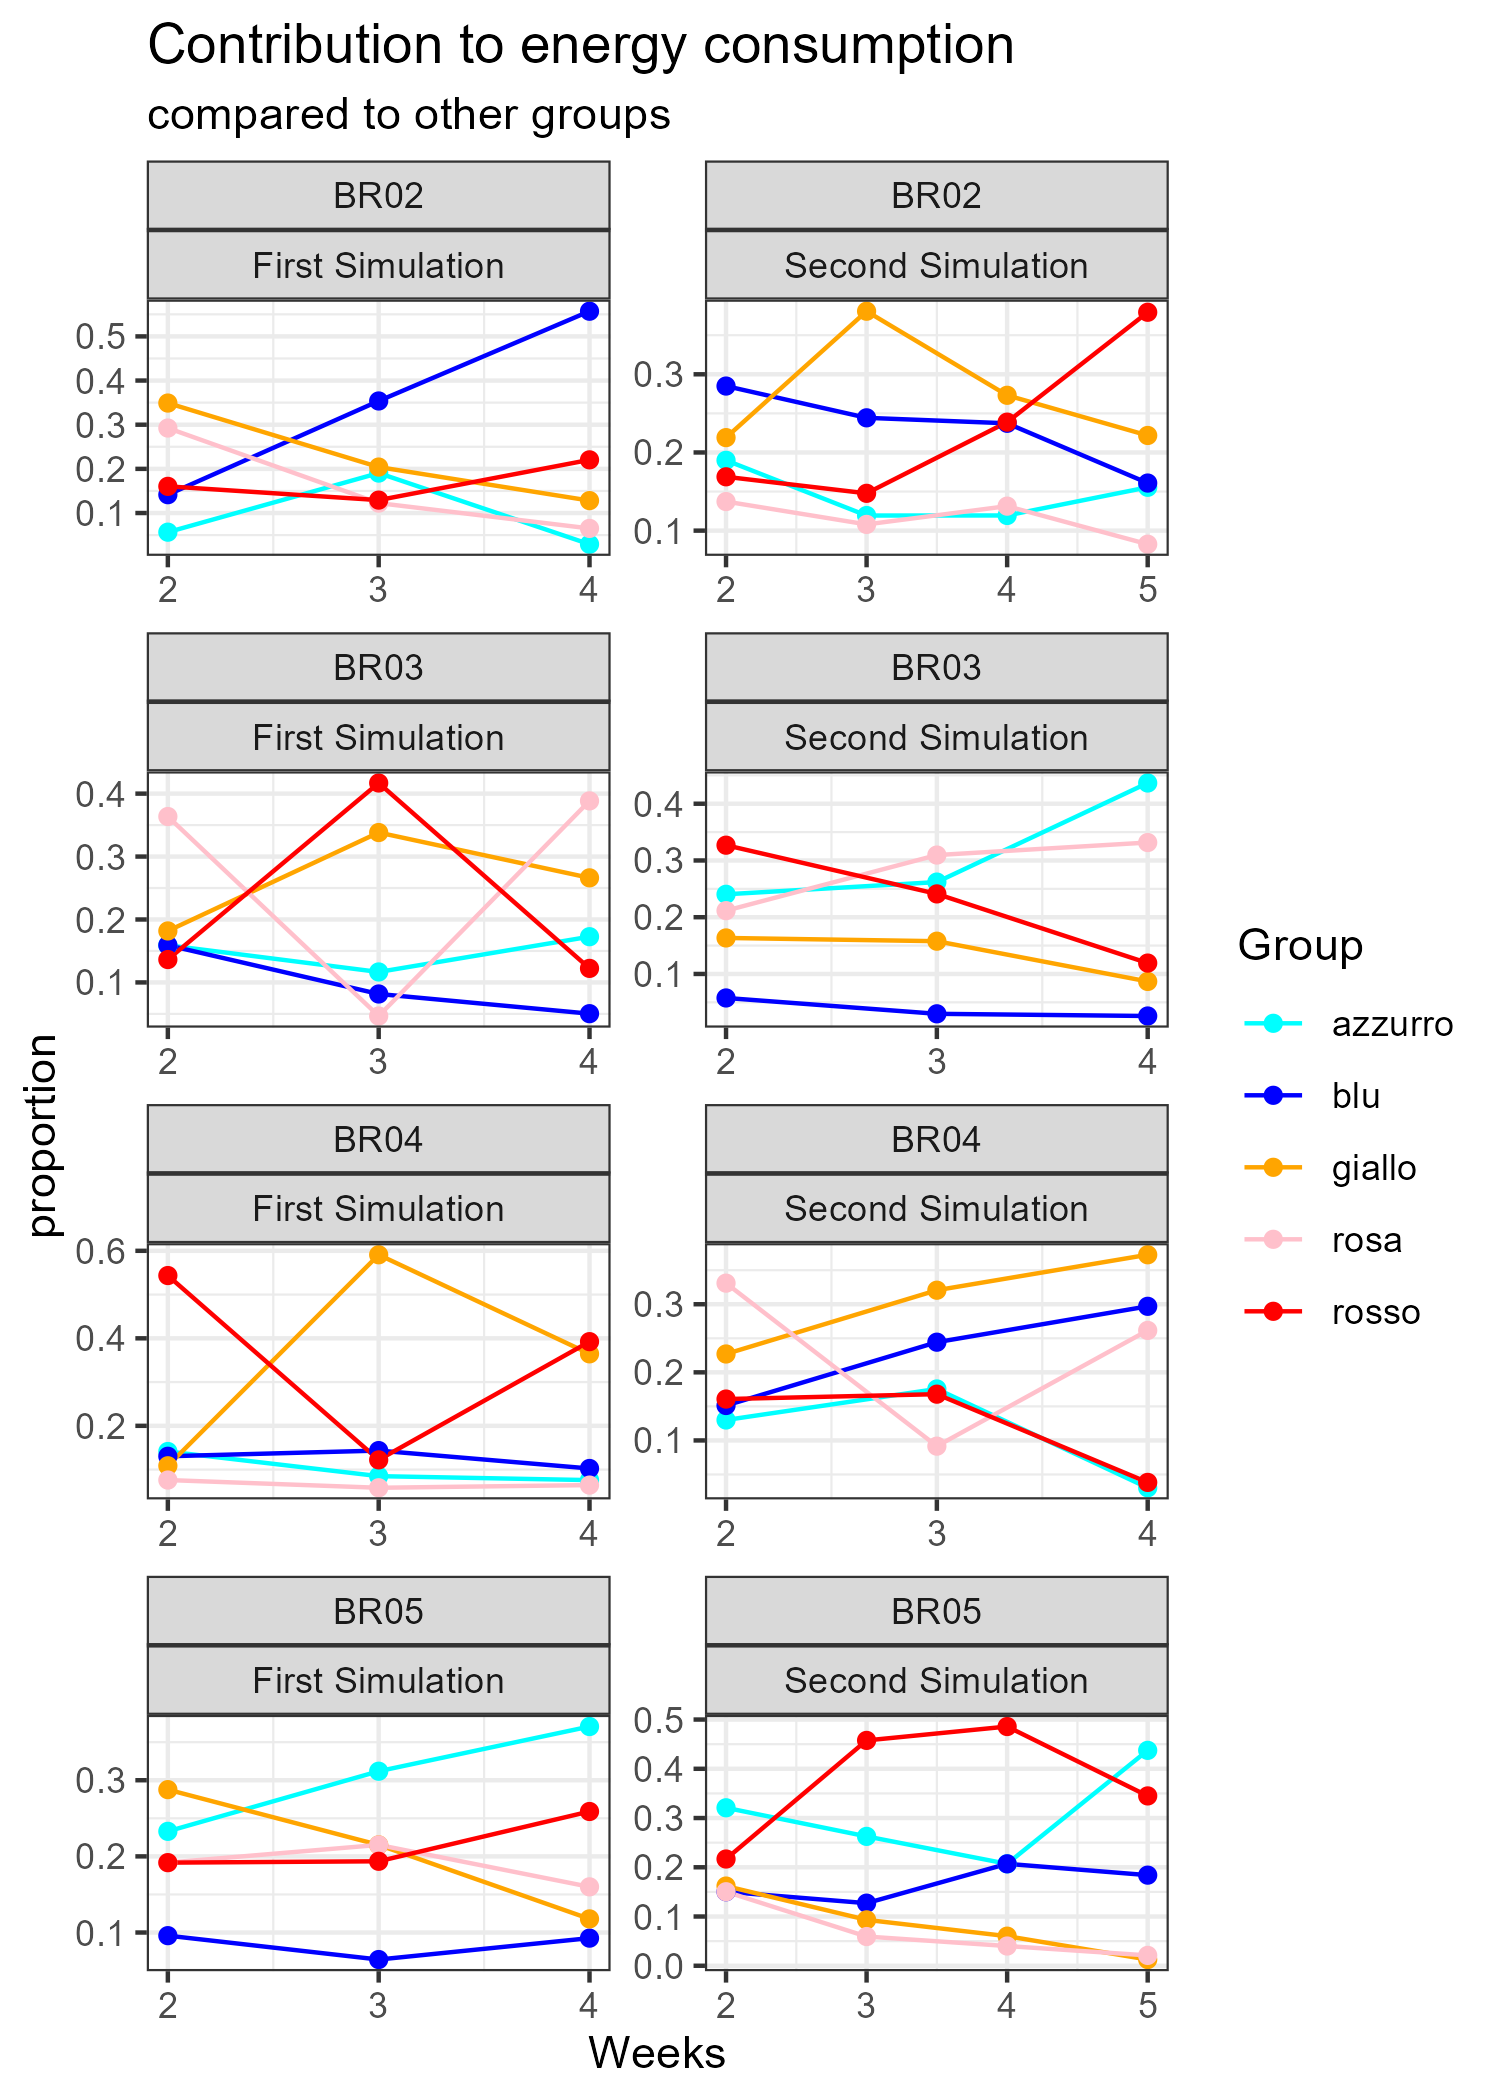 Contribution to energy consumption
compared to other groups
BR02
BR02
First Simulation
Second Simulation
0.5
0.4
0.3
0.2
0.1
2
3
4
0.3
0.2
0.1
2
3
4
5
BR03
BR03
First Simulation
Second Simulation
0.4
0.3
0.2
0.1
2
3
4
0.4
0.3
0.2
0.1
2
3
4
BR04
BR04
First Simulation
Second Simulation
0.6
0.4
0.2
2
3
4
0.3
0.2
0.1
2
3
4
BR05
BR05
First Simulation
Second Simulation
0.3
0.2
0.1
2
3
4
0.5
0.4
0.3
0.2
0.1
0.0
2
3
4
5
proportion
Weeks
Group
azzurro
blu
giallo
rosa
rosso